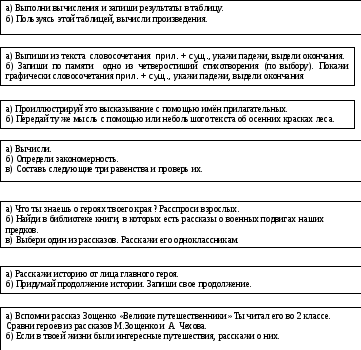 а) Выполни вычисления и запиши результаты в таблицу.
б) Пользуясь этой таблицей, вычисли произведения.
а) Выпиши из текста словосочетания прил. + сущ., укажи падежи, выдели окончания.
б) Запиши по памяти одно из четверостиший стихотворения (по выбору). Покажи
графически словосочетания прил. + сущ., укажи падежи, выдели окончания
а) Проиллюстрируй это высказывание с помощью имён прилагательных.
б) Передай ту же мысль с помощью небольшого текста об осенних красках леса.
а) Вычисли.
б) Определи закономерность.
в) Составь следующие три равенства и проверь их.
а) Что ты знаешь о героях твоего края ? Расспроси взрослых.
б) Найди в библиотеке книги, в которых есть рассказы о военных подвигах наших
предков.
в) Выбери один из рассказов. Расскажи его одноклассникам.
а) Расскажи историю от лица главного героя.
б) Придумай продолжение истории. Запиши свое продолжение.
а) Вспомни рассказ Зощенко «Великие путешественники» Ты читал его во 2 классе.
Сравни героев из рассказов М.Зощенко и А. Чехова.
б) Если в твоей жизни были интересные путешествия, расскажи о них.